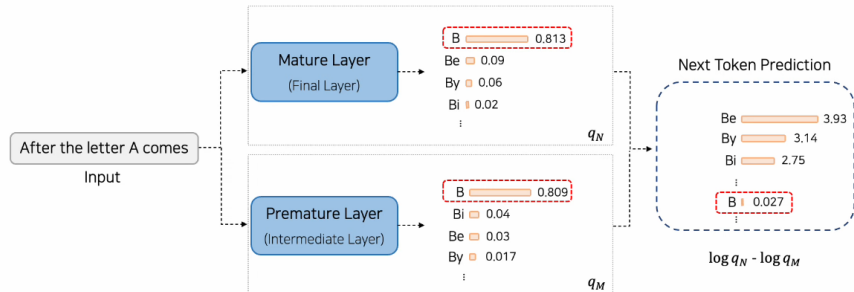 After the letter A comes
Input
Mature Layer
(Final Layer)
B 0.813
Be 0.09
By 0.06
Bi 0.02
⋮
q_N
Premature Layer
(Intermediate Layer)
B 0.809
Bi 0.04
Be 0.03
By 0.017
⋮
q_M
Next Token Prediction
Be 3.93
By 3.14
Bi 2.75
⋮
B 0.027
⋮
log q_N - log q_M